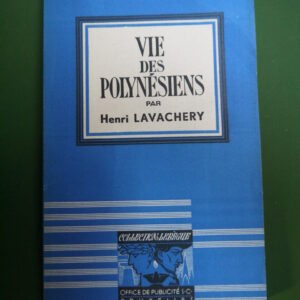 VIE
DES
POLYNÉSIENS
PAR
Henri LAVACHERY
COLLECTION LEBÈGUE
OFFICE DE PUBLICITÉ S.C.
BRUXELLES